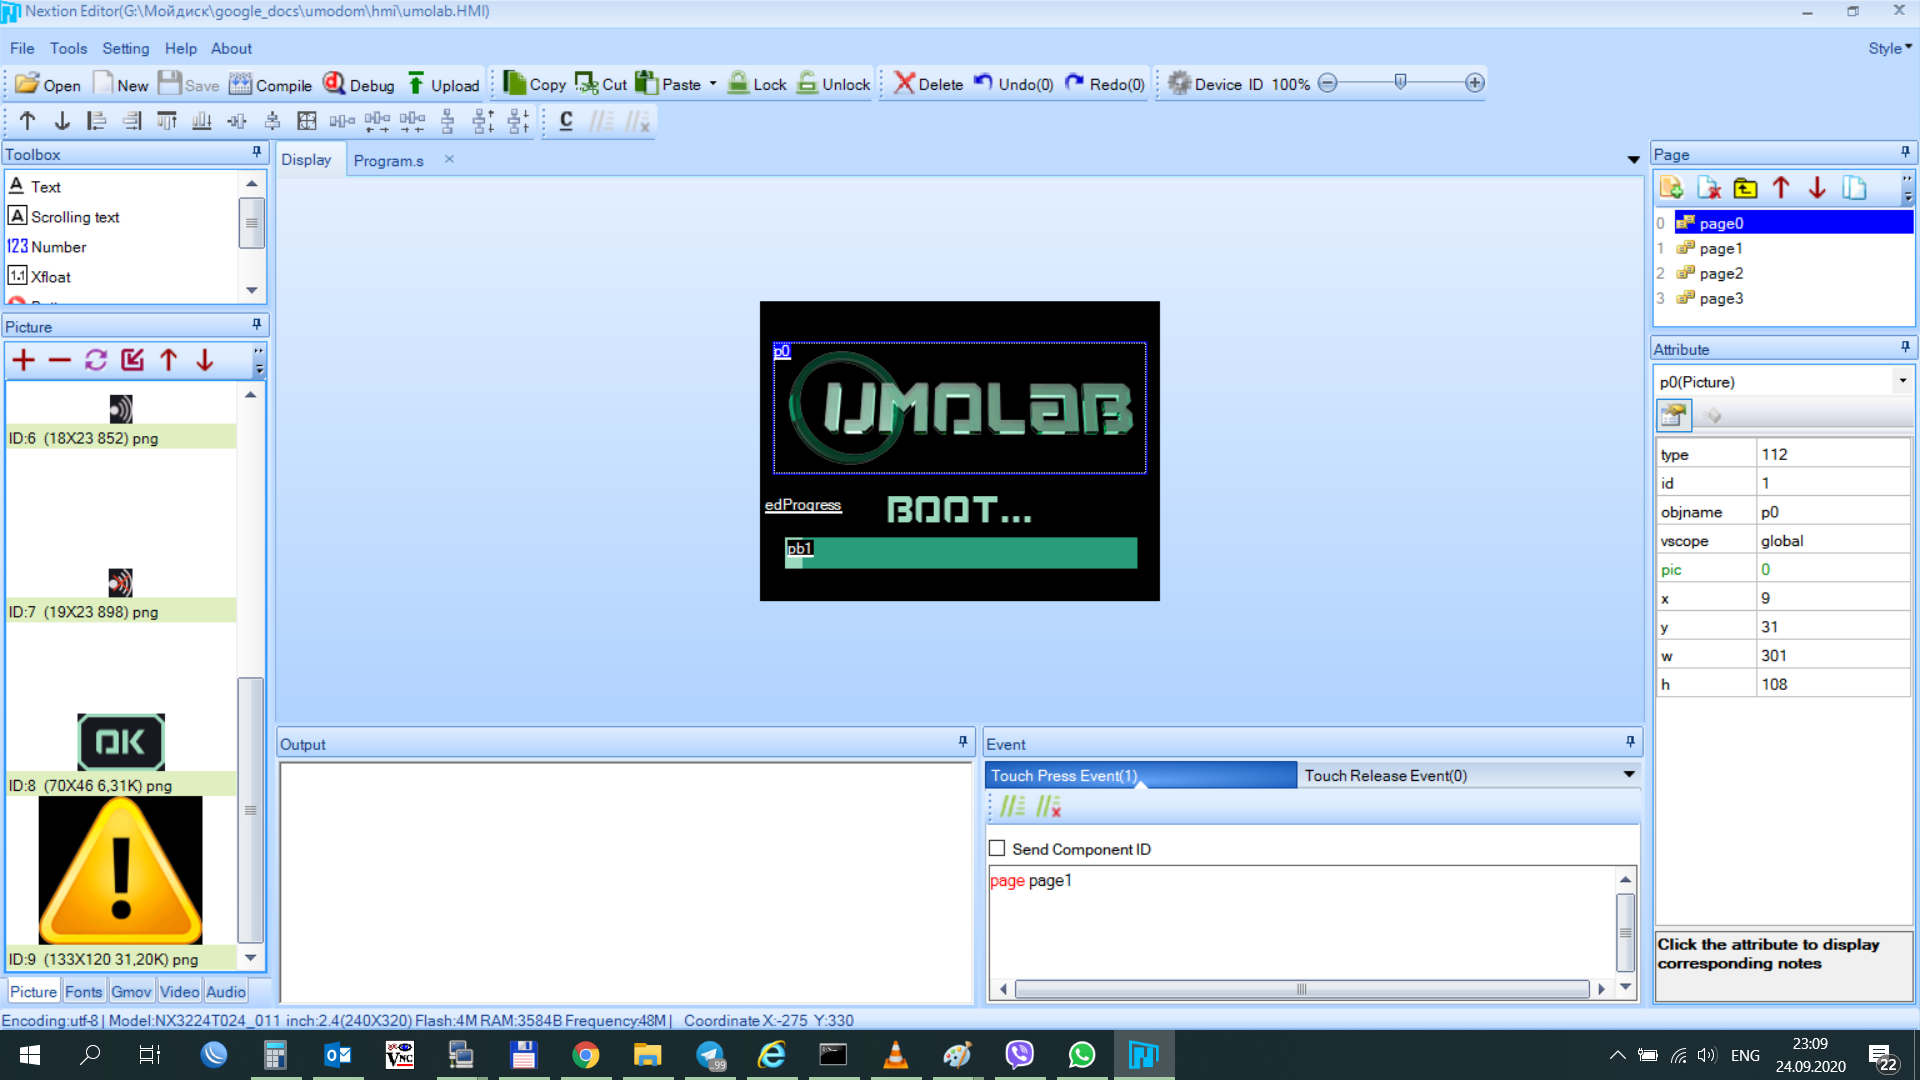 Nextion Editor(G:\Мойдиск\google_docs\umodom\hmi\umolab.HMI)
File Tools Setting Help About Style
Open New Save Compile Debug Upload Copy Cut Paste Lock Unlock Delete Undo(0) Redo(0) Device ID 100%
C
Toolbox
A Text
A Scrolling text
123 Number
1.1 Xfloat
Display Program.s
Picture
ID:6 (18X23 852) png
ID:7 (19X23 898) png
OK
ID:8 (70X46 6,31K) png
ID:9 (133X120 31,20K) png
Picture Fonts Gmov Video Audio
p0
UMOLAB
edProgress
BOOT...
pb1
Output
Event
Touch Press Event(1) Touch Release Event(0)
Send Component ID
page page1
Page
0 page0
1 page1
2 page2
3 page3
Attribute
p0(Picture)
type 112
id 1
objname p0
vscope global
pic 0
x 9
y 31
w 301
h 108
Click the attribute to display
corresponding notes
Encoding:utf-8 | Model:NX3224T024_011 inch:2.4(240X320) Flash:4M RAM:3584B Frequency:48M | Coordinate X:-275 Y:330
VNC
99
ENG
23:09
24.09.2020
22